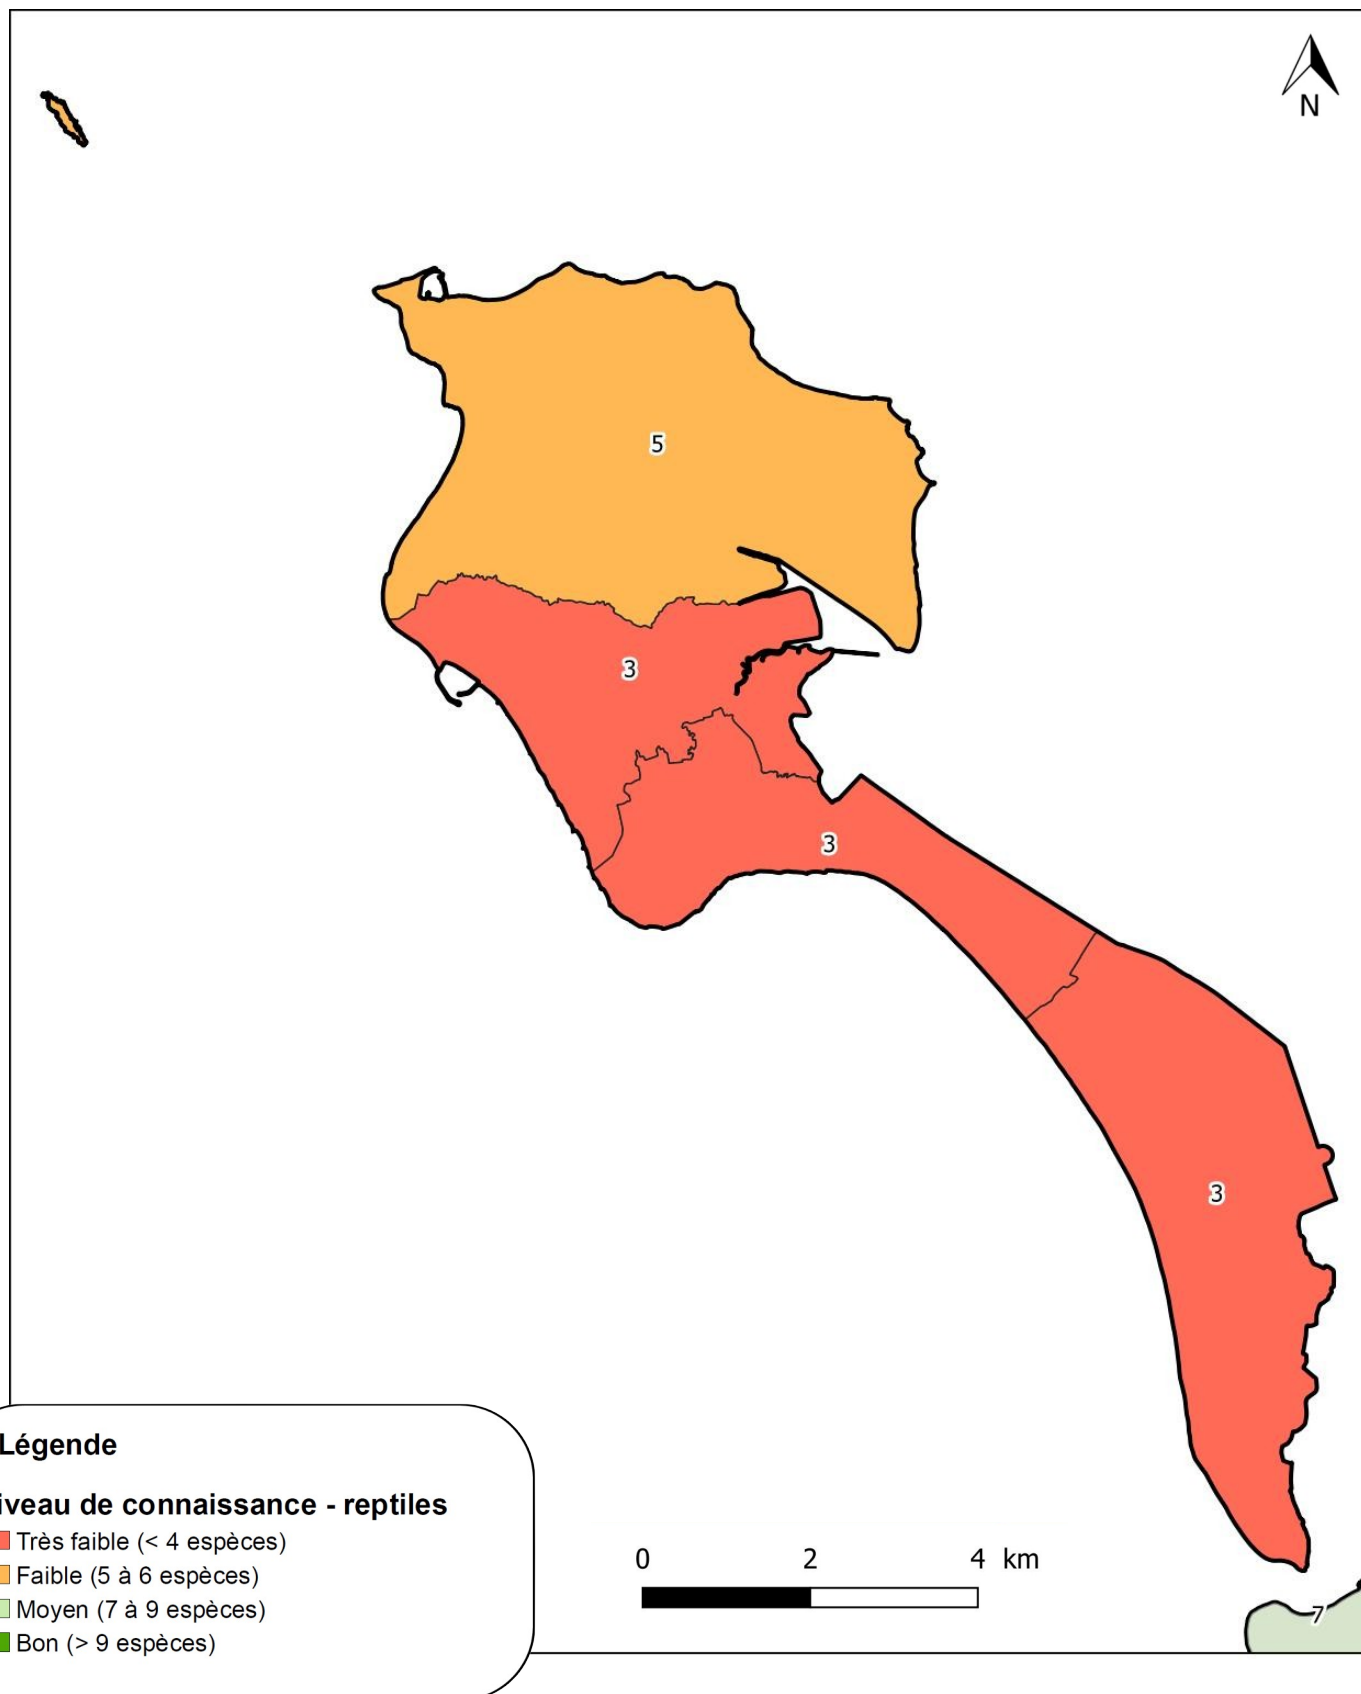 N
5
3
3
3
Légende
iveau de connaissance - reptiles
Très faible (< 4 espèces)
Faible (5 à 6 espèces)
Moyen (7 à 9 espèces)
Bon (> 9 espèces)
0 2 4 km
7